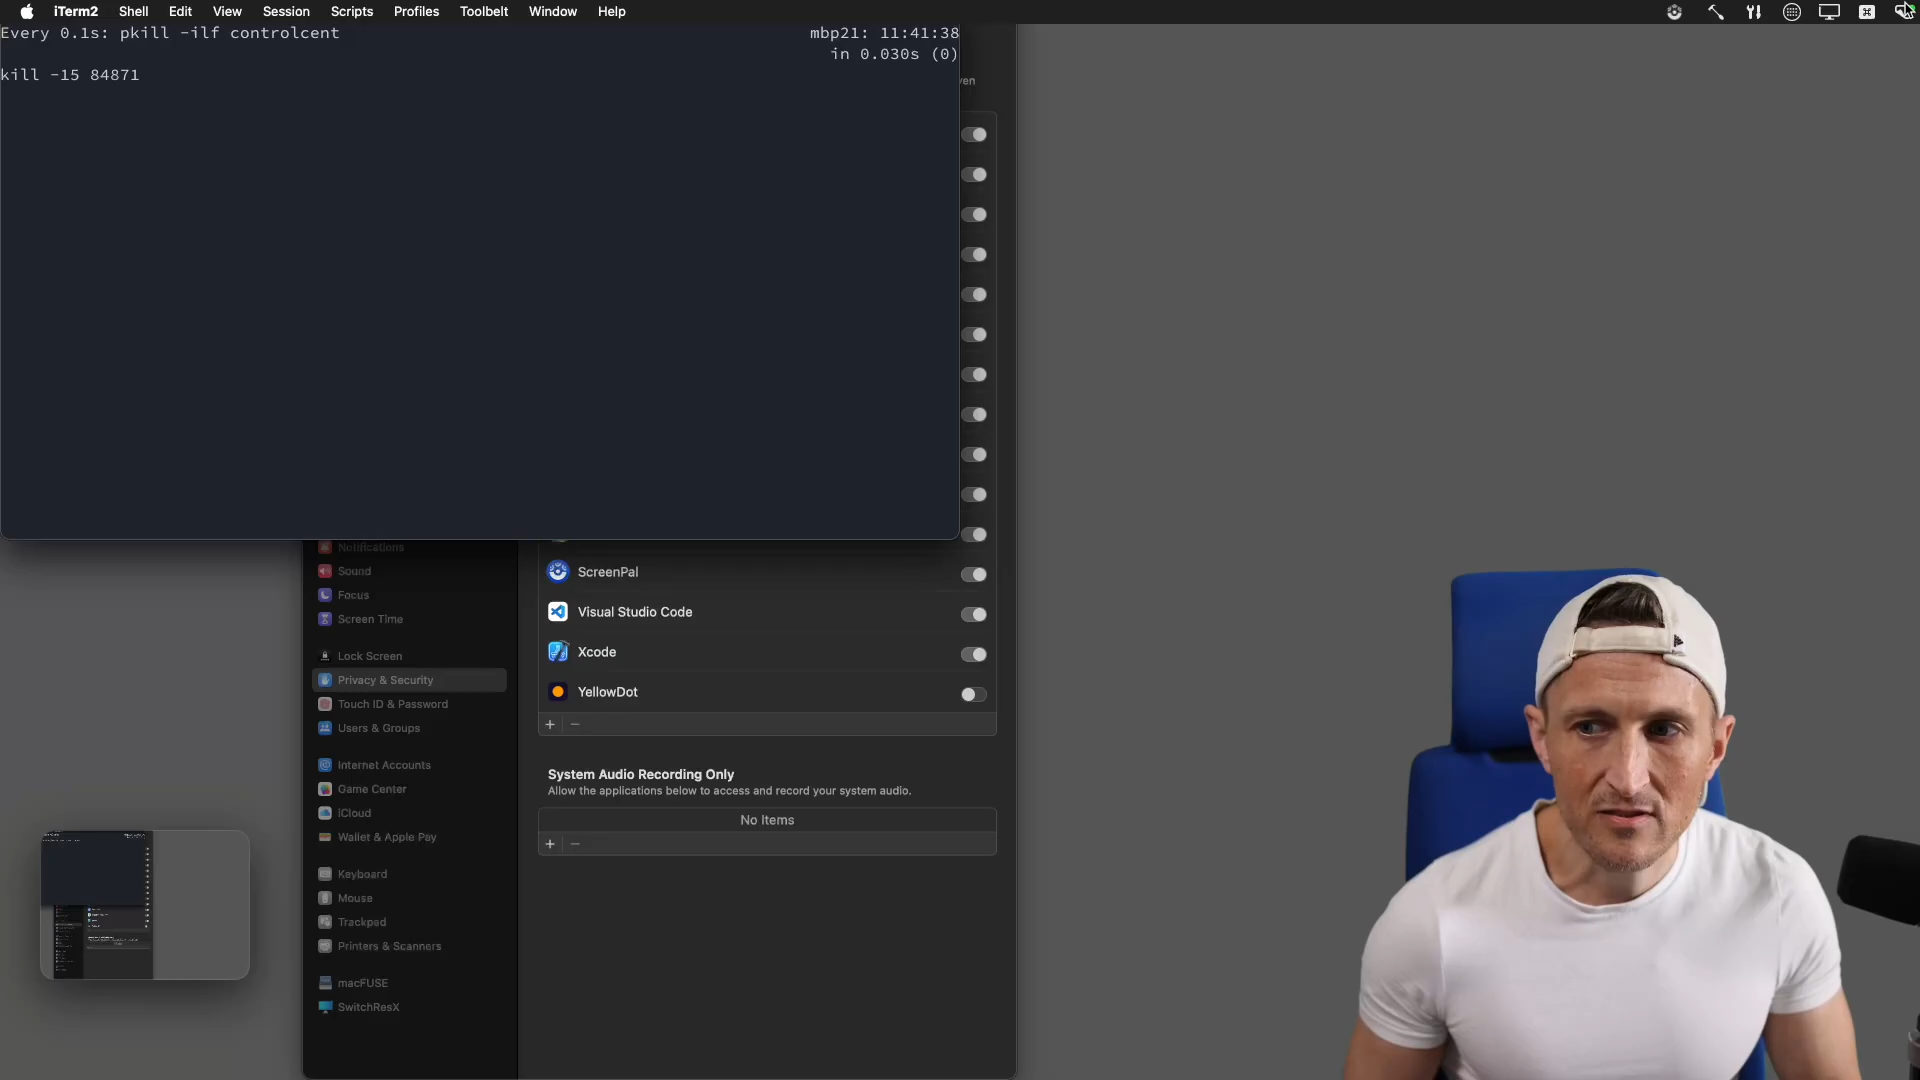 iTerm2 Shell Edit View Session Scripts Profiles Toolbelt Window Help
Every 0.1s: pkill -ilf controlcent mbp21: 11:41:38
in 0.030s (0)
kill -15 84871
Notifications
Sound
Focus
Screen Time
Lock Screen
Privacy & Security
Touch ID & Password
Users & Groups
Internet Accounts
Game Center
iCloud
Wallet & Apple Pay
Keyboard
Mouse
Trackpad
Printers & Scanners
macFUSE
SwitchResX
ScreenPal
Visual Studio Code
Xcode
YellowDot
System Audio Recording Only
Allow the applications below to access and record your system audio.
No Items